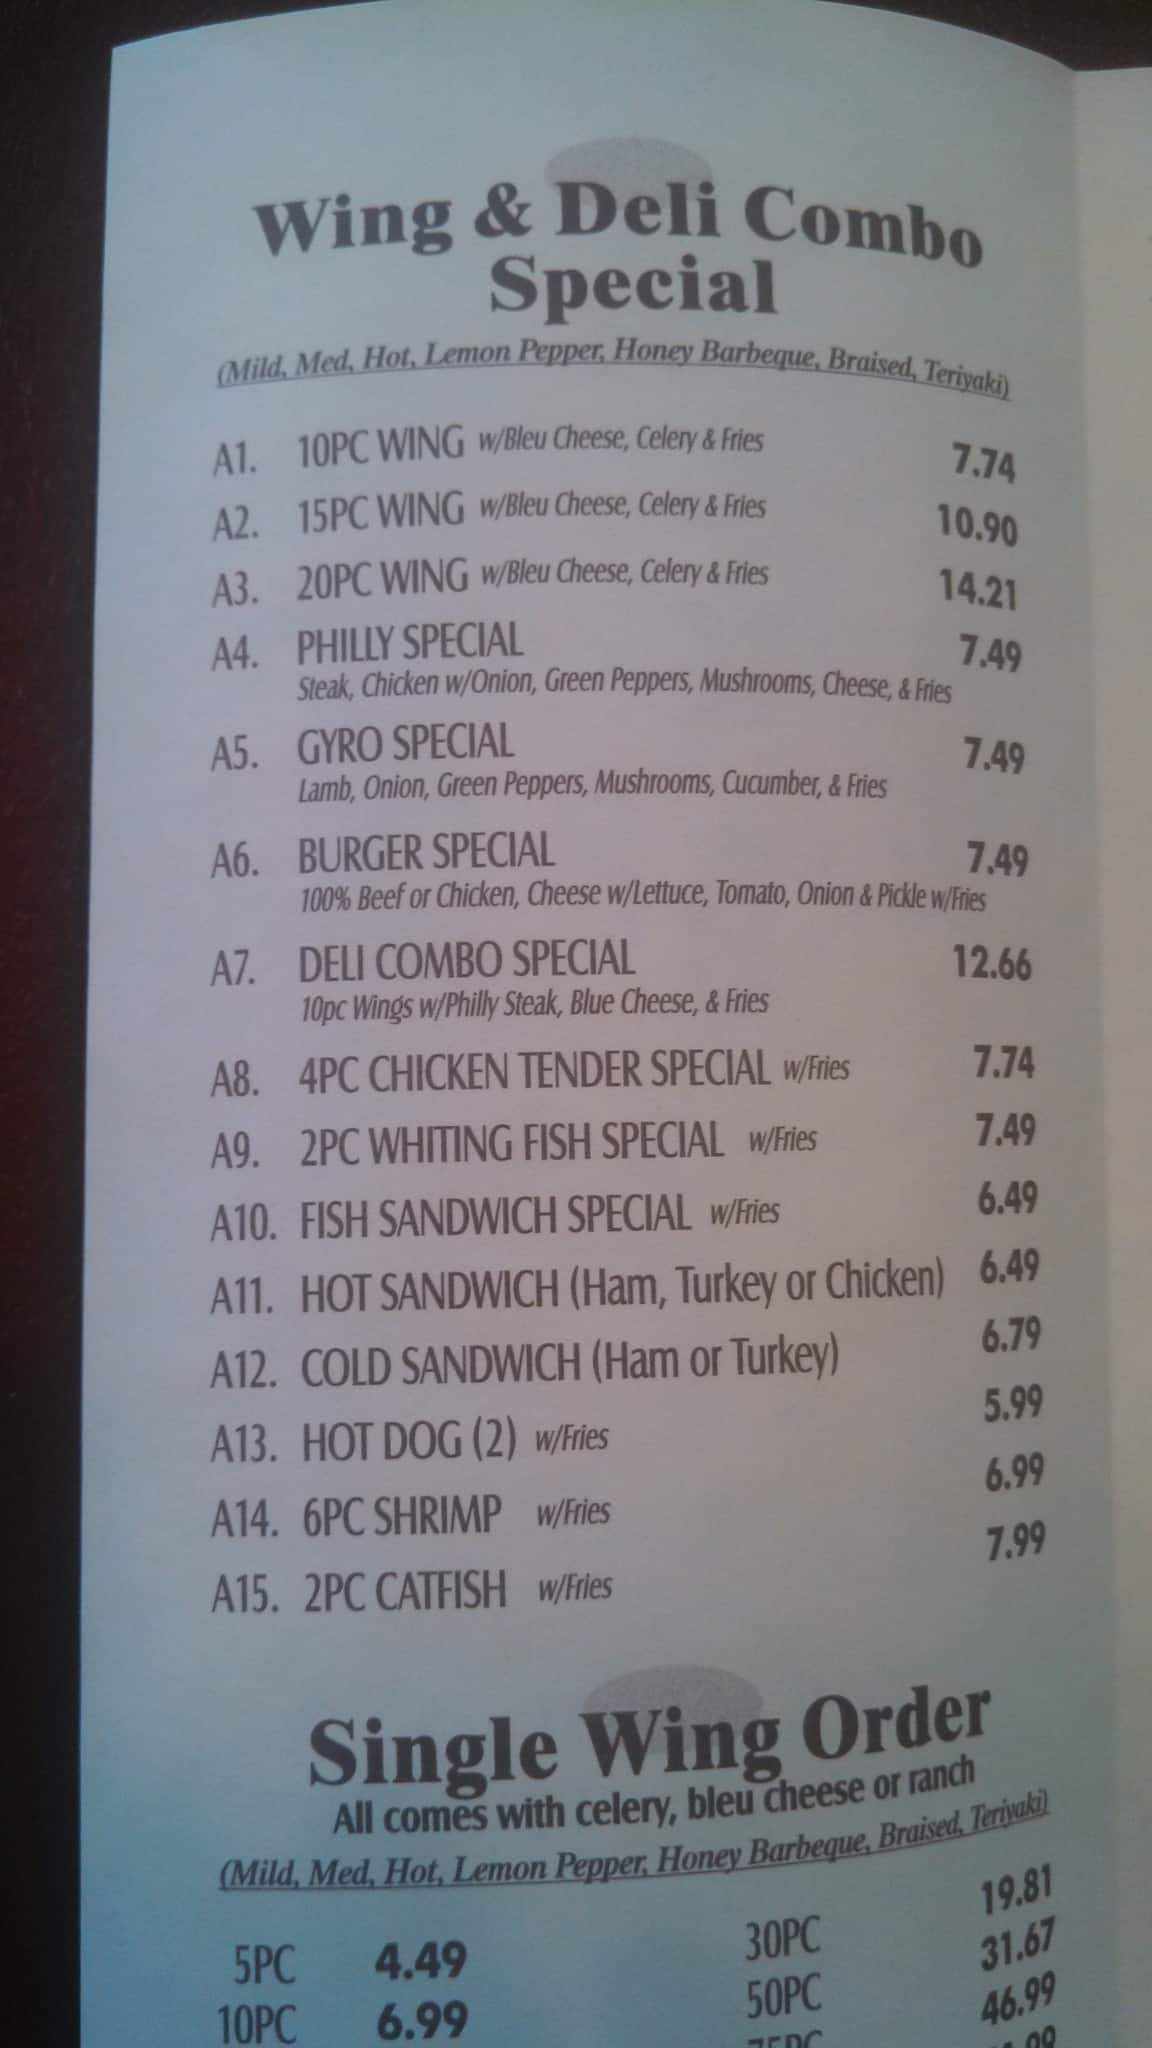 Wing & Deli Combo
Special
(Mild, Med, Hot, Lemon Pepper, Honey Barbeque, Braised, Teriyaki)
A1. 10PC WING w/Bleu Cheese, Celery & Fries 7.74
A2. 15PC WING w/Bleu Cheese, Celery & Fries 10.90
A3. 20PC WING w/Bleu Cheese, Celery & Fries 14.21
A4. PHILLY SPECIAL 7.49
Steak, Chicken w/Onion, Green Peppers, Mushrooms, Cheese, & Fries
A5. GYRO SPECIAL 7.49
Lamb, Onion, Green Peppers, Mushrooms, Cucumber, & Fries
A6. BURGER SPECIAL 7.49
100% Beef or Chicken, Cheese w/Lettuce, Tomato, Onion & Pickle w/Fries
A7. DELI COMBO SPECIAL 12.66
10pc Wings w/Philly Steak, Blue Cheese, & Fries
A8. 4PC CHICKEN TENDER SPECIAL w/Fries 7.74
A9. 2PC WHITING FISH SPECIAL w/Fries 7.49
A10. FISH SANDWICH SPECIAL w/Fries 6.49
A11. HOT SANDWICH (Ham, Turkey or Chicken) 6.49
A12. COLD SANDWICH (Ham or Turkey) 6.79
A13. HOT DOG (2) w/Fries 5.99
A14. 6PC SHRIMP w/Fries 6.99
A15. 2PC CATFISH w/Fries 7.99
Single Wing Order
All comes with celery, bleu cheese or ranch
(Mild, Med, Hot, Lemon Pepper, Honey Barbeque, Braised, Teriyaki)
5PC 4.49 30PC 19.81
10PC 6.99 50PC 31.67
75PC 46.99